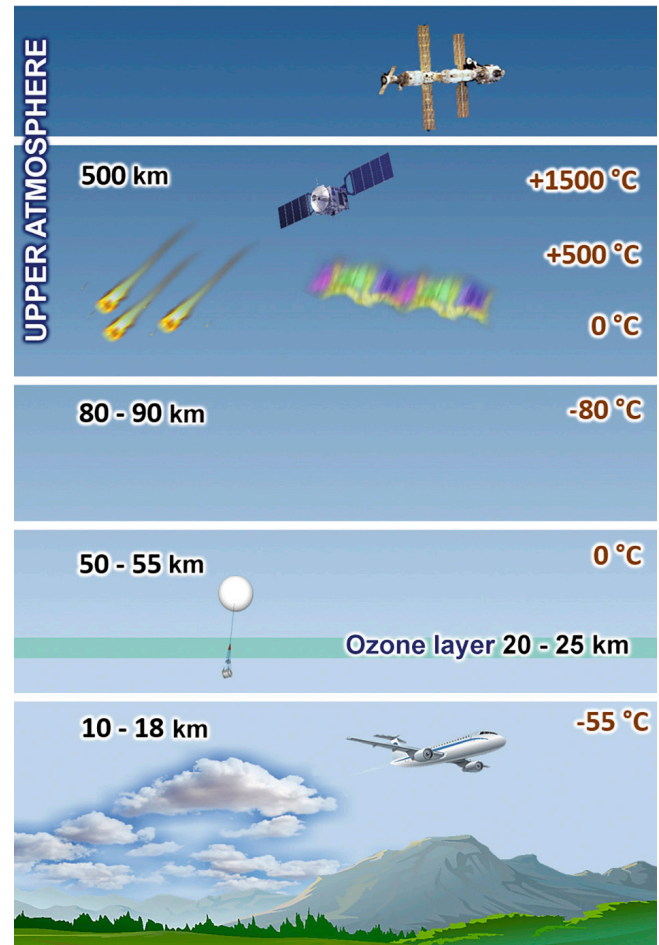 UPPER ATMOSPHERE
500 km
+1500 °C
+500 °C
0 °C
80 - 90 km
-80 °C
50 - 55 km
0 °C
Ozone layer 20 - 25 km
10 - 18 km
-55 °C